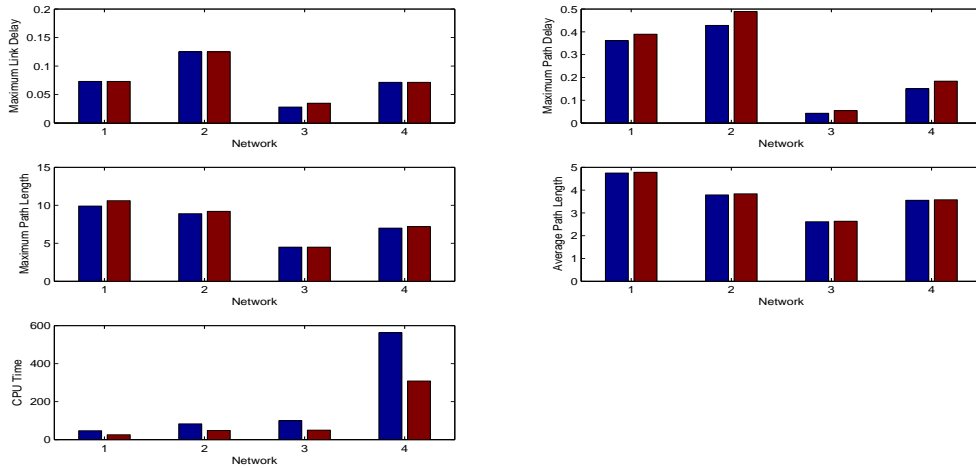 Maximum Link Delay
0.2
0.15
0.1
0.05
0
1 2 3 4
Network
Maximum Path Delay
0.5
0.4
0.3
0.2
0.1
0
1 2 3 4
Network
Maximum Path Length
15
10
5
0
1 2 3 4
Network
Average Path Length
5
4
3
2
1
0
1 2 3 4
Network
CPU Time
600
400
200
0
1 2 3 4
Network